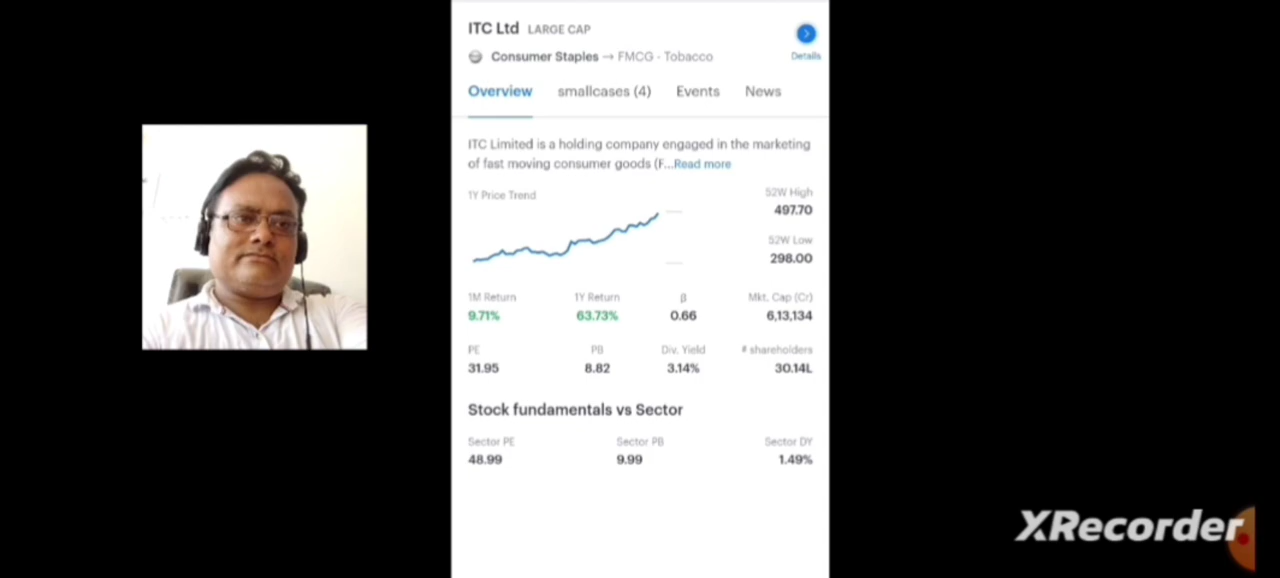 ITC Ltd LARGE CAP
Details
Consumer Staples → FMCG - Tobacco
Overview smallcases (4) Events News
ITC Limited is a holding company engaged in the marketing
of fast moving consumer goods (F...Read more
1Y Price Trend
52W High
497.70
52W Low
298.00
1M Return 1Y Return β Mkt. Cap (Cr)
9.71% 63.73% 0.66 6,13,134
PE PB Div. Yield # shareholders
31.95 8.82 3.14% 30.14L
Stock fundamentals vs Sector
Sector PE Sector PB Sector DY
48.99 9.99 1.49%
XRecorder